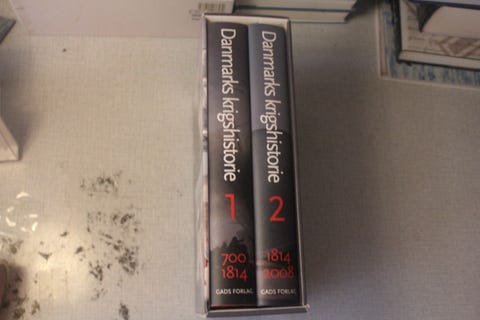 Danmarks krigshistorie
1
700
1814
GADS FORLAG
Danmarks krigshistorie
2
1814
2008
GADS FORLAG